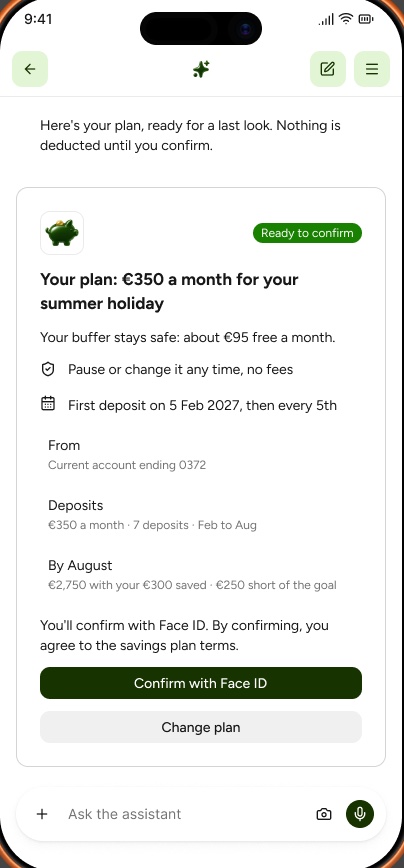 9:41
Here's your plan, ready for a last look. Nothing is
deducted until you confirm.
Ready to confirm
Your plan: €350 a month for your
summer holiday
Your buffer stays safe: about €95 free a month.
Pause or change it any time, no fees
First deposit on 5 Feb 2027, then every 5th
From
Current account ending 0372
Deposits
€350 a month · 7 deposits · Feb to Aug
By August
€2,750 with your €300 saved · €250 short of the goal
You'll confirm with Face ID. By confirming, you
agree to the savings plan terms.
Confirm with Face ID
Change plan
Ask the assistant